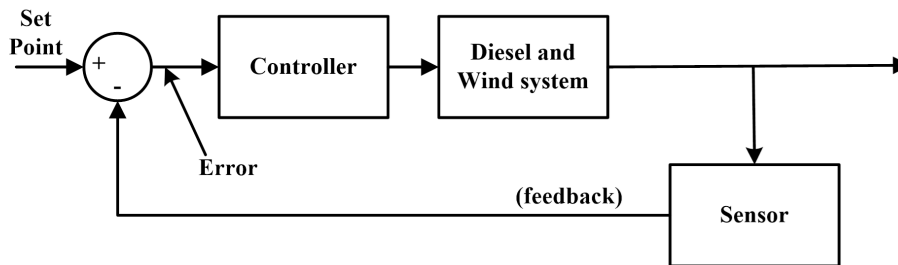 Set
Point
+
-
Controller
Diesel and
Wind system
Error
(feedback)
Sensor